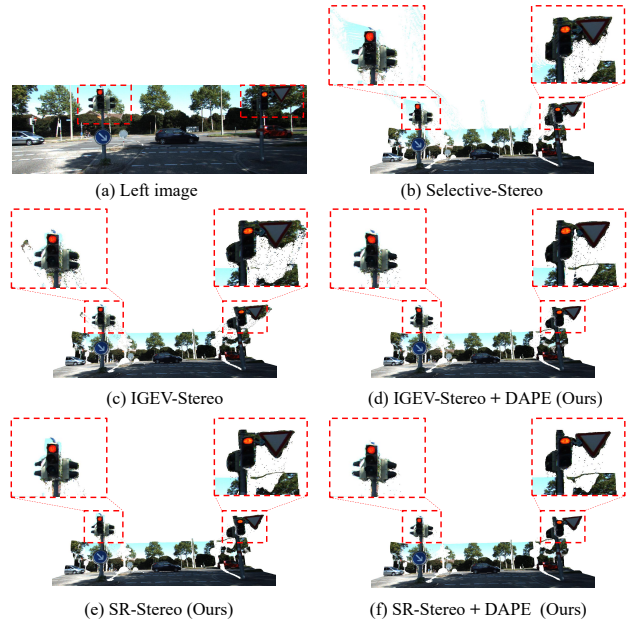 (a) Left image
(b) Selective-Stereo
(c) IGEV-Stereo
(d) IGEV-Stereo + DAPE (Ours)
(e) SR-Stereo (Ours)
(f) SR-Stereo + DAPE (Ours)